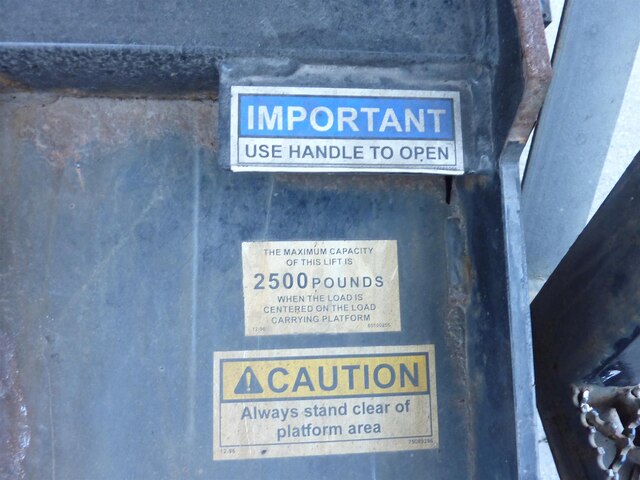 IMPORTANT
USE HANDLE TO OPEN
THE MAXIMUM CAPACITY
OF THIS LIFT IS
2500 POUNDS
WHEN THE LOAD IS
CENTERED ON THE LOAD
CARRYING PLATFORM
CAUTION
Always stand clear of
platform area